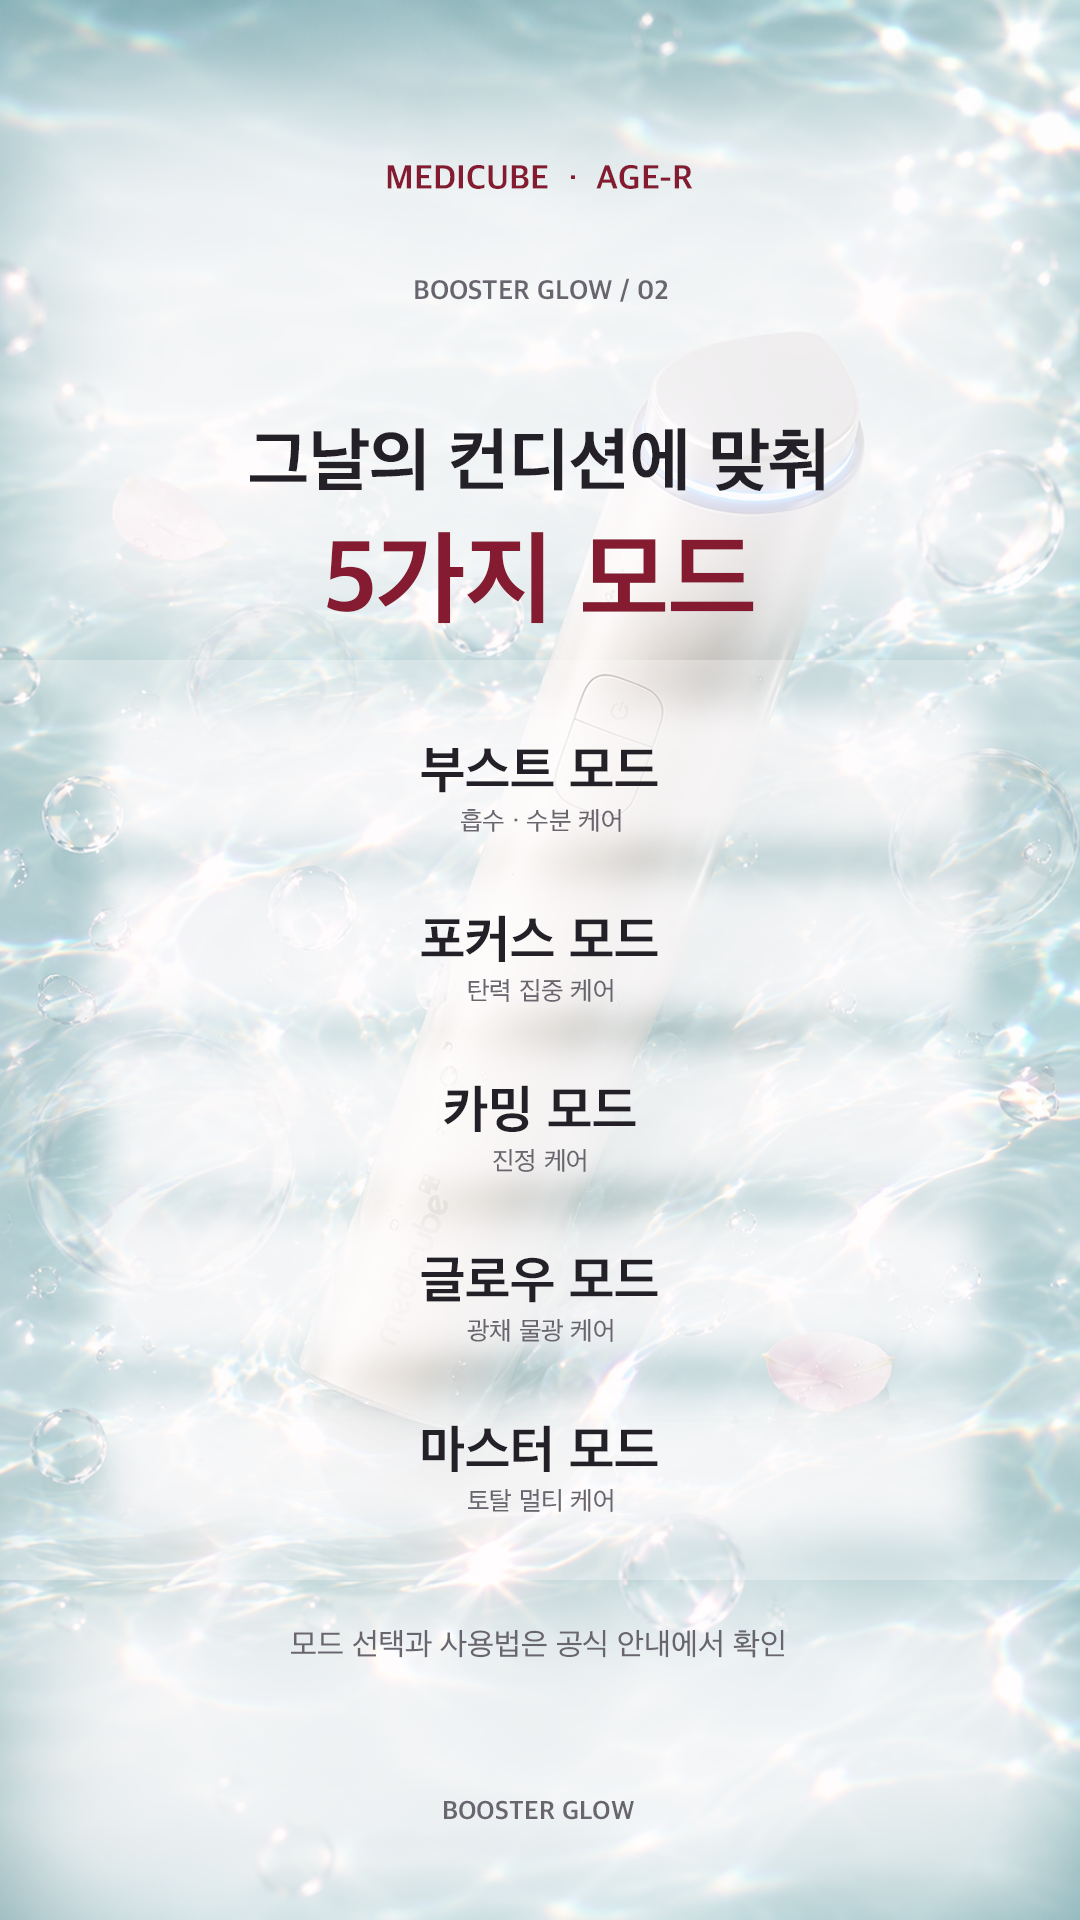 MEDICUBE · AGE-R
BOOSTER GLOW / 02
그날의 컨디션에 맞춰
5가지 모드
부스트 모드
흡수 · 수분 케어
포커스 모드
탄력 집중 케어
카밍 모드
진정 케어
글로우 모드
광채 물광 케어
마스터 모드
토탈 멀티 케어
모드 선택과 사용법은 공식 안내에서 확인
BOOSTER GLOW
medicube